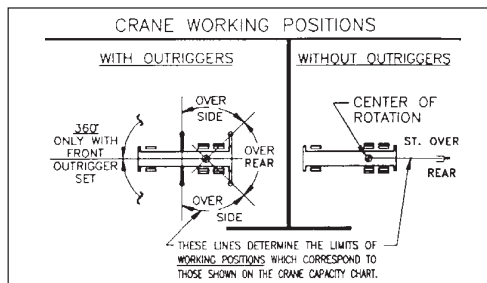 CRANE WORKING POSITIONS
WITH OUTRIGGERS
WITHOUT OUTRIGGERS
OVER
SIDE
360°
ONLY WITH
FRONT
OUTRIGGER
SET
OVER
REAR
OVER
SIDE
CENTER OF
ROTATION
ST. OVER
REAR
THESE LINES DETERMINE THE LIMITS OF
WORKING POSITIONS WHICH CORRESPOND TO
THOSE SHOWN ON THE CRANE CAPACITY CHART.